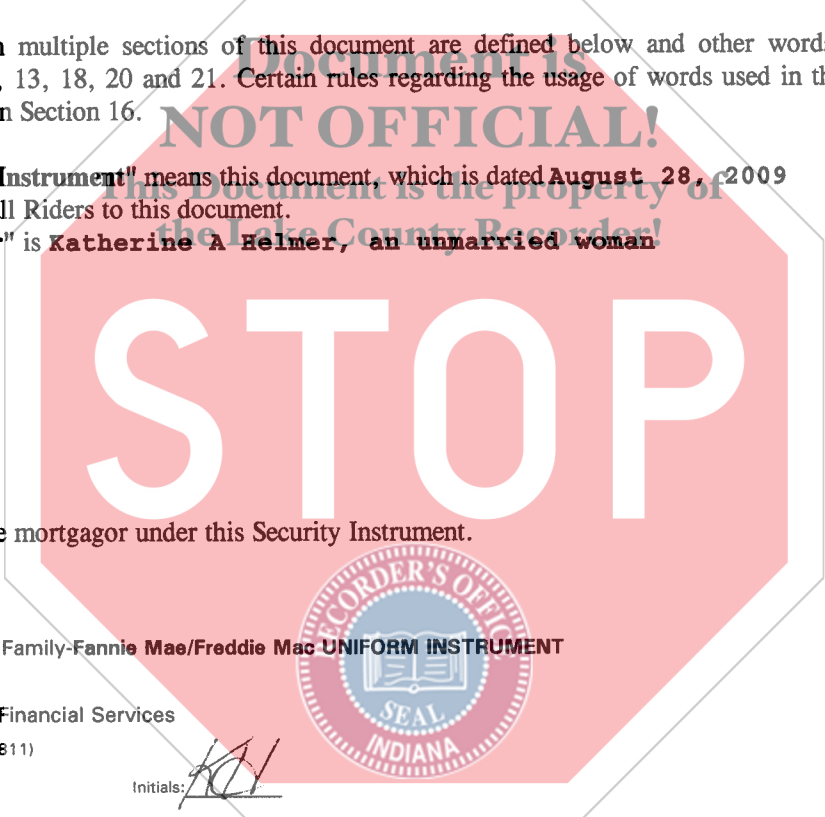 multiple sections of this document are defined below and other words
Document is
, 13, 18, 20 and 21. Certain rules regarding the usage of words used in th
n Section 16.
NOT OFFICIAL!
Instrument" means this document, which is dated August 28, 2009
This Document is the property of
ll Riders to this document.
the Lake County Recorder!
" is Katherine A Helmer, an unmarried woman
STOP
e mortgagor under this Security Instrument.
RECORDER'S OFFICE
Family-Fannie Mae/Freddie Mac UNIFORM INSTRUMENT
SEAL
INDIANA
Financial Services
811)
Initials: KAH